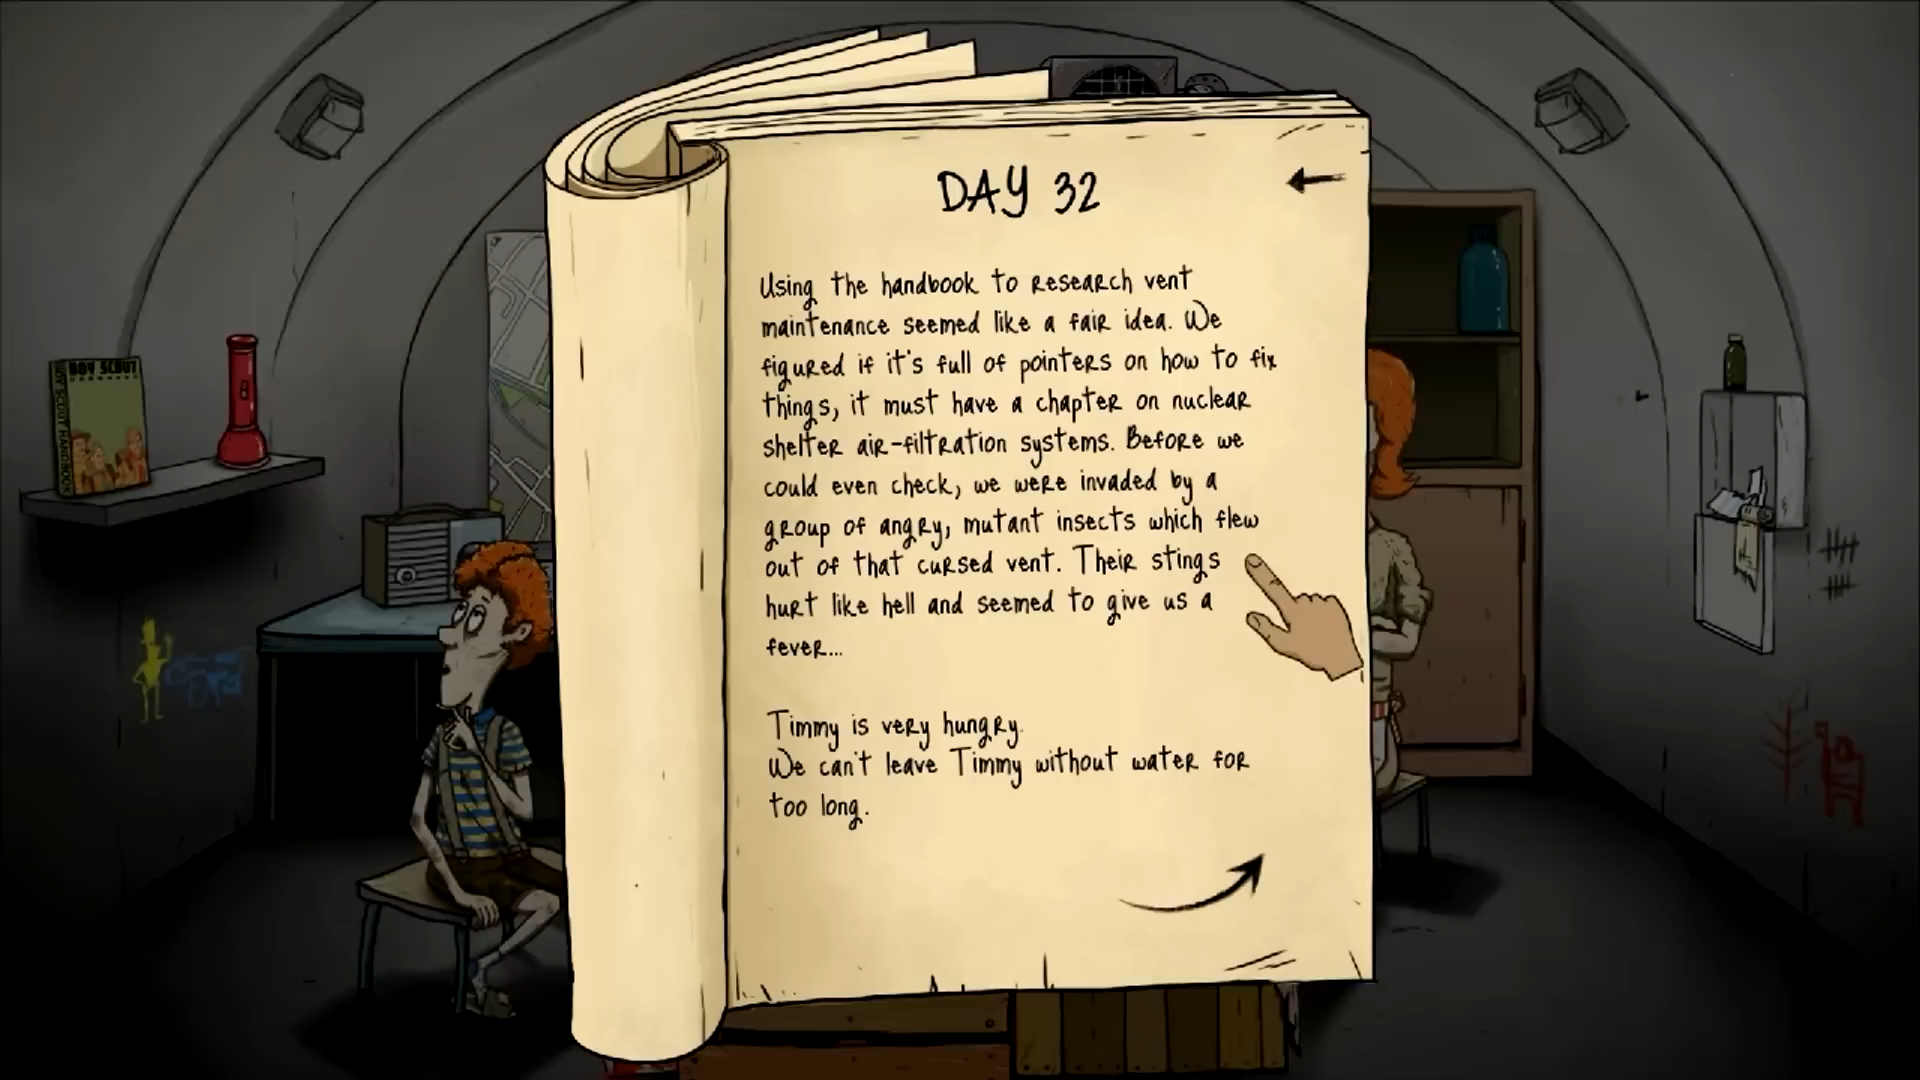 BOY SCOUT
BOY SCOUT HANDBOOK
DAY 32
Using the handbook to research vent
maintenance seemed like a fair idea. We
figured if it's full of pointers on how to fix
things, it must have a chapter on nuclear
shelter air-filtration systems. Before we
could even check, we were invaded by a
group of angry, mutant insects which flew
out of that cursed vent. Their stings
hurt like hell and seemed to give us a
fever...
Timmy is very hungry.
We can't leave Timmy without water for
too long.